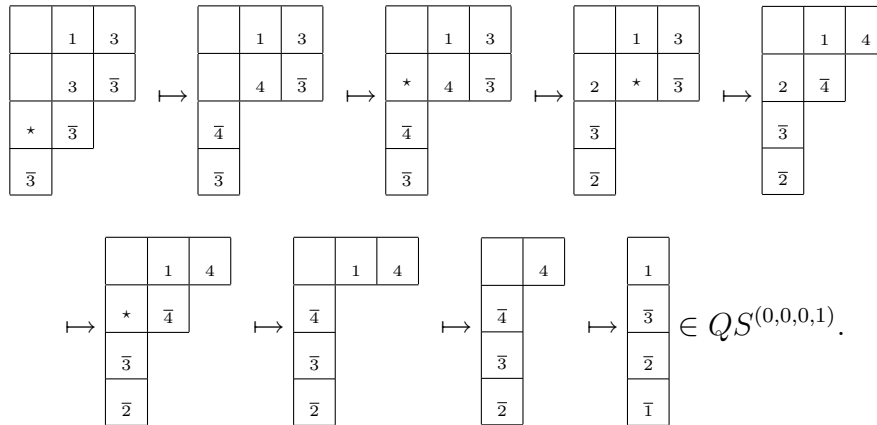 1 3 1 3 1 3 1 3 1 4
3 3̅ ↦ 4 3̅ ↦ ⋆ 4 3̅ ↦ 2 ⋆ 3̅ ↦ 2 4̅
⋆ 3̅ 4̅ 4̅ 3̅ 3̅
3̅ 3̅ 3̅ 2̅ 2̅
1 4 1 4 4 1
↦ ⋆ 4̅ ↦ 4̅ ↦ 4̅ ↦ 3̅ ∈ QS^{(0,0,0,1)}.
3̅ 3̅ 3̅ 2̅
2̅ 2̅ 2̅ 1̅